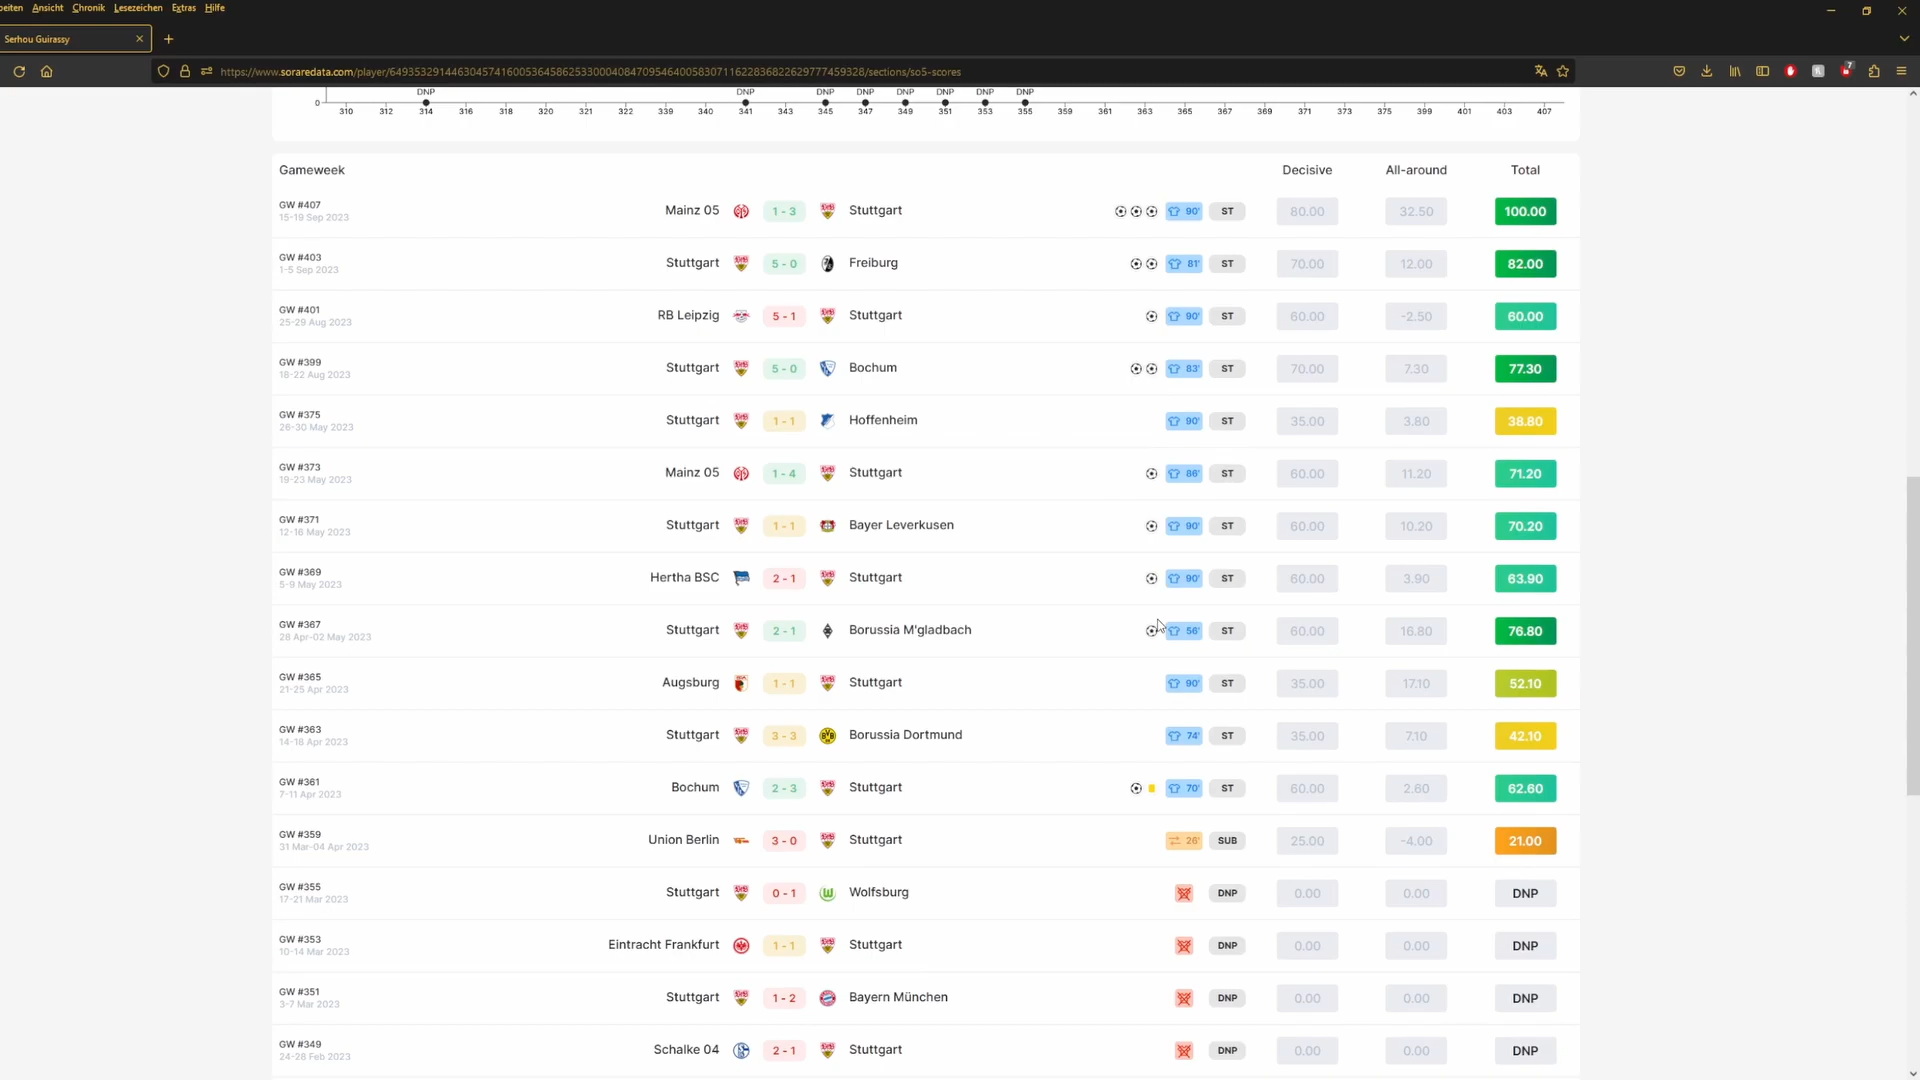 beiten Ansicht Chronik Lesezeichen Extras Hilfe
Serhou Guirassy
https://www.soraredata.com/player/64935329144630457416005364586253300040847095464005830711622836822629777459328/sections/so5-scores
7
DNP DNP DNP DNP DNP DNP DNP DNP
0
310 312 314 316 318 320 321 322 339 340 341 343 345 347 349 351 353 355 359 361 363 365 367 369 371 373 375 399 401 403 407
Gameweek Decisive All-around Total
GW #407
15-19 Sep 2023
Mainz 05 1 - 3 Stuttgart 90' ST 80.00 32.50 100.00
GW #403
1-5 Sep 2023
Stuttgart 5 - 0 Freiburg 81' ST 70.00 12.00 82.00
GW #401
25-29 Aug 2023
RB Leipzig 5 - 1 Stuttgart 90' ST 60.00 -2.50 60.00
GW #399
18-22 Aug 2023
Stuttgart 5 - 0 Bochum 83' ST 70.00 7.30 77.30
GW #375
26-30 May 2023
Stuttgart 1 - 1 Hoffenheim 90' ST 35.00 3.80 38.80
GW #373
19-23 May 2023
Mainz 05 1 - 4 Stuttgart 86' ST 60.00 11.20 71.20
GW #371
12-16 May 2023
Stuttgart 1 - 1 Bayer Leverkusen 90' ST 60.00 10.20 70.20
GW #369
5-9 May 2023
Hertha BSC 2 - 1 Stuttgart 90' ST 60.00 3.90 63.90
GW #367
28 Apr-02 May 2023
Stuttgart 2 - 1 Borussia M'gladbach 56' ST 60.00 16.80 76.80
GW #365
21-25 Apr 2023
Augsburg 1 - 1 Stuttgart 90' ST 35.00 17.10 52.10
GW #363
14-18 Apr 2023
Stuttgart 3 - 3 Borussia Dortmund 74' ST 35.00 7.10 42.10
GW #361
7-11 Apr 2023
Bochum 2 - 3 Stuttgart 70' ST 60.00 2.60 62.60
GW #359
31 Mar-04 Apr 2023
Union Berlin 3 - 0 Stuttgart 26' SUB 25.00 -4.00 21.00
GW #355
17-21 Mar 2023
Stuttgart 0 - 1 Wolfsburg DNP 0.00 0.00 DNP
GW #353
10-14 Mar 2023
Eintracht Frankfurt 1 - 1 Stuttgart DNP 0.00 0.00 DNP
GW #351
3-7 Mar 2023
Stuttgart 1 - 2 Bayern München DNP 0.00 0.00 DNP
GW #349
24-28 Feb 2023
Schalke 04 2 - 1 Stuttgart DNP 0.00 0.00 DNP